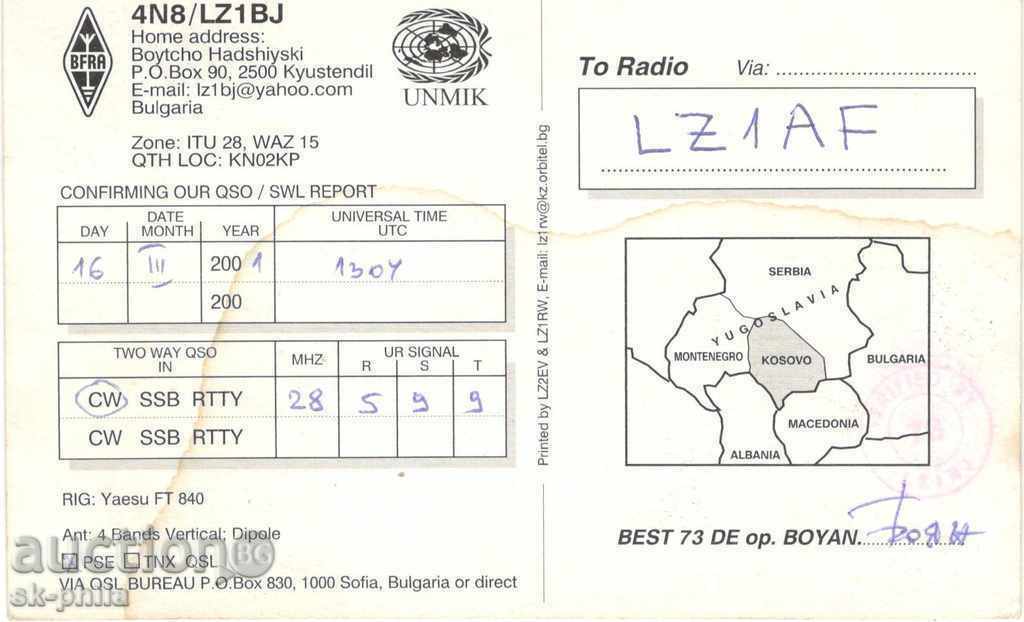 4N8/LZ1BJ
BFRA
Home address:
Boytcho Hadshiyski
P.O.Box 90, 2500 Kyustendil
E-mail: lz1bj@yahoo.com
Bulgaria
UNMIK
Zone: ITU 28, WAZ 15
QTH LOC: KN02KP
CONFIRMING OUR QSO / SWL REPORT
DATE
DAY MONTH YEAR
UNIVERSAL TIME
UTC
16 III 2001 1304
200
TWO WAY QSO
IN
MHZ
UR SIGNAL
R S T
CW SSB RTTY 28 5 9 9
CW SSB RTTY
RIG: Yaesu FT 840
Ant: 4 Bands Vertical; Dipole
PSE TNX QSL
VIA QSL BUREAU P.O.Box 830, 1000 Sofia, Bulgaria or direct
Printed by LZ2EV & LZ1RW, E-mail: lz1rw@kz.orbitel.bg
To Radio Via:
LZ1AF
SERBIA
YUGOSLAVIA
MONTENEGRO
KOSOVO
BULGARIA
MACEDONIA
ALBANIA
BEST 73 DE op. BOYAN. Боян
auction BG
sk-phila